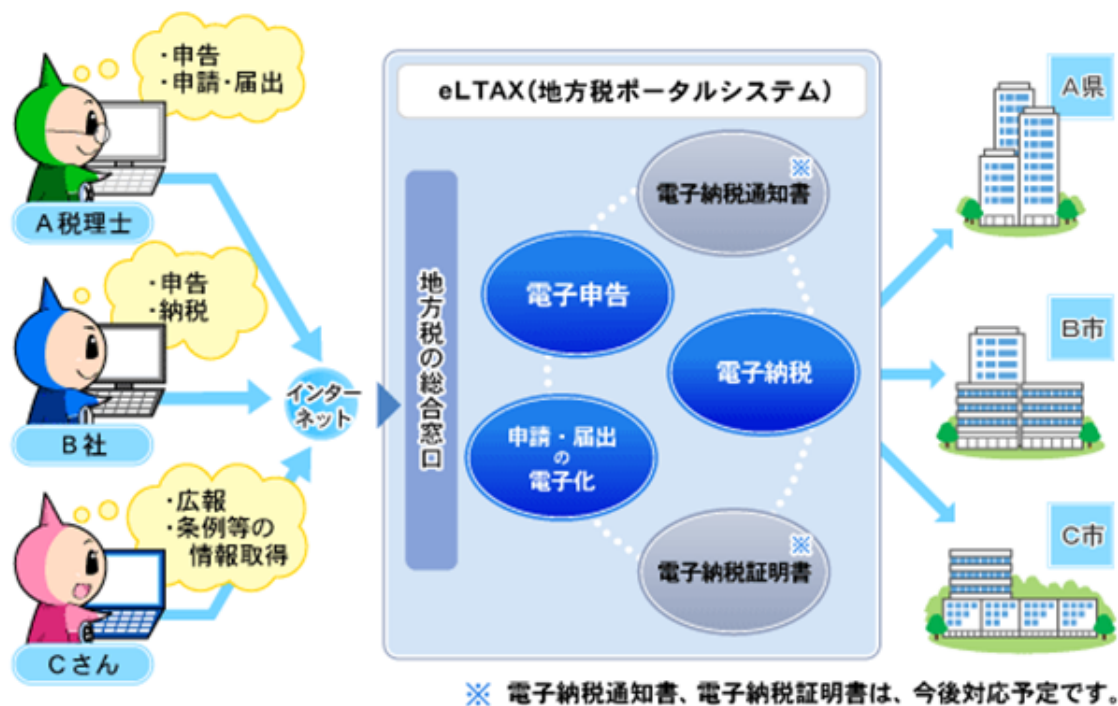 ・申告
・申請・届出
A税理士
・申告
・納税
B社
・広報
・条例等の
情報取得
Cさん
インター
ネット
eLTAX(地方税ポータルシステム)
地方税の総合窓口
※
電子納税通知書
電子申告
電子納税
申請・届出
の
電子化
※
電子納税証明書
A県
B市
C市
※ 電子納税通知書、電子納税証明書は、今後対応予定です。